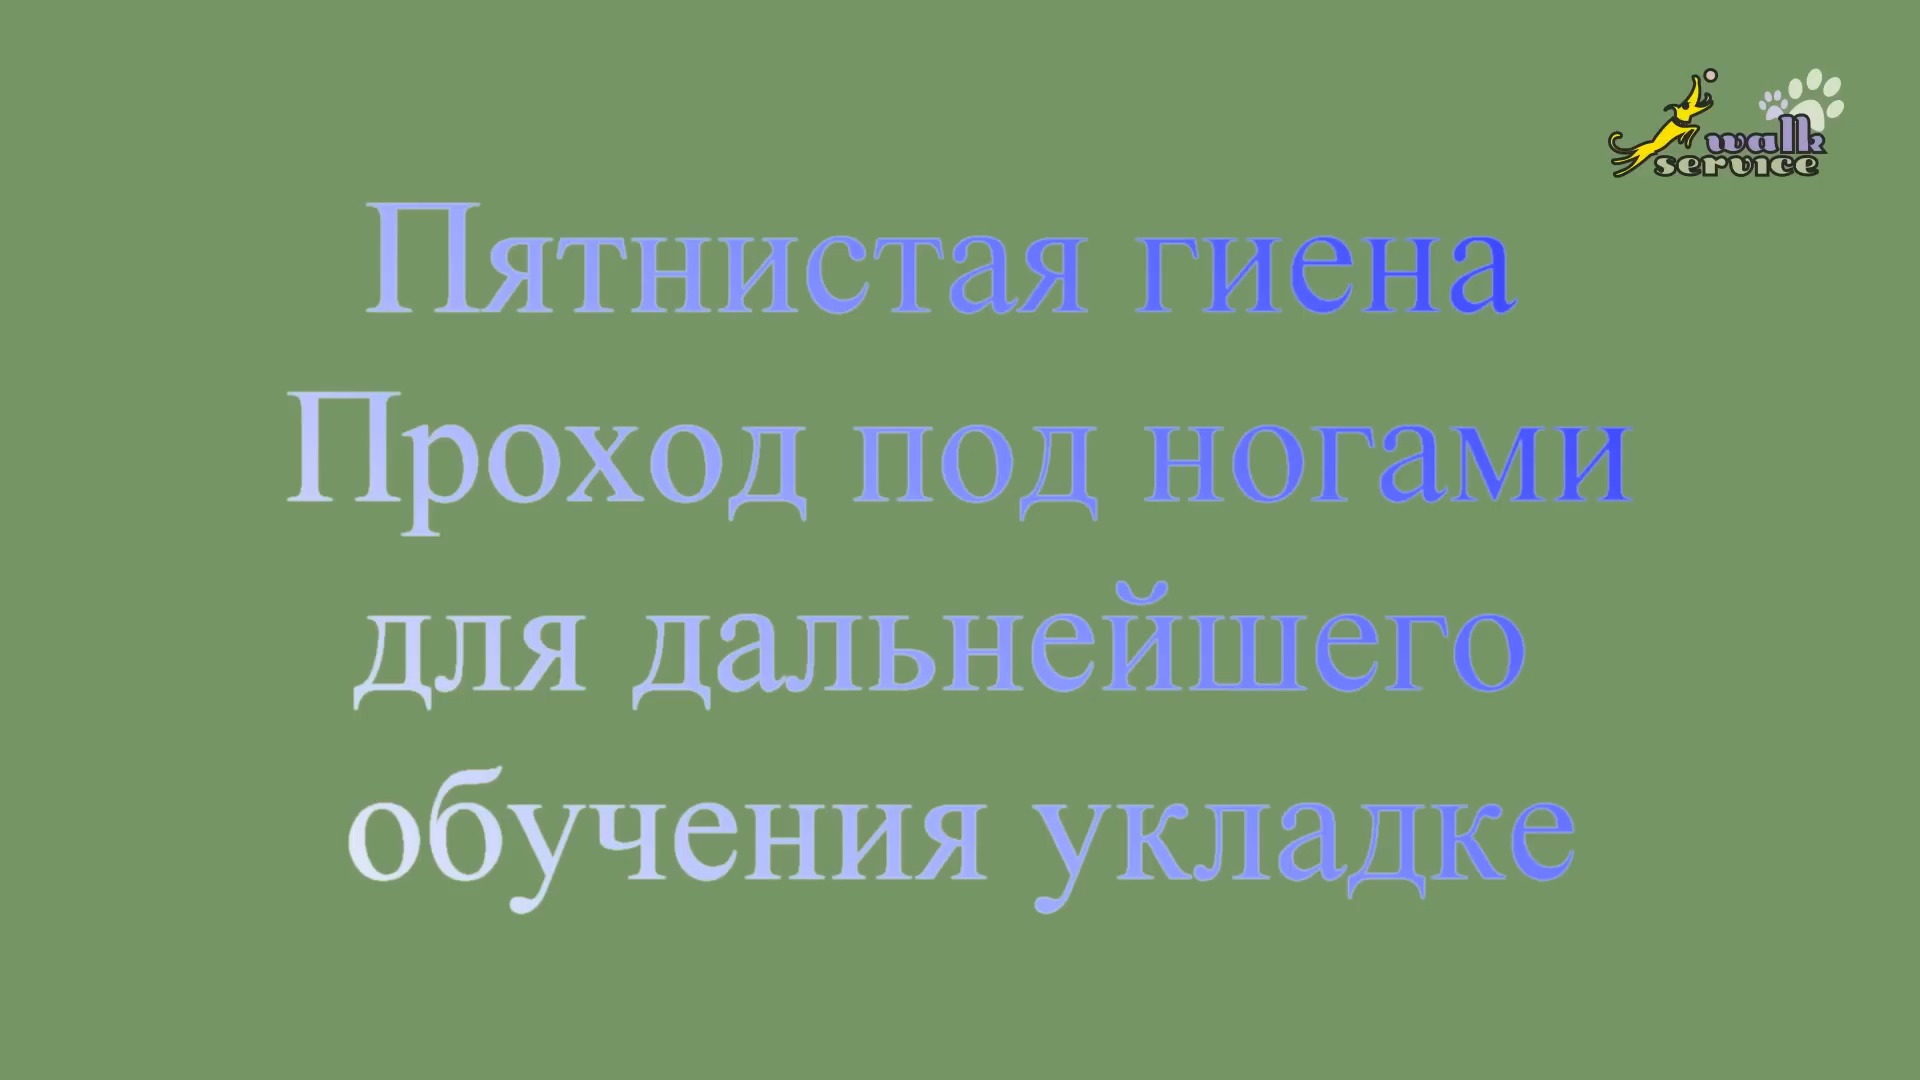 walk
service
Пятнистая гиена
Проход под ногами
для дальнейшего
обучения укладке